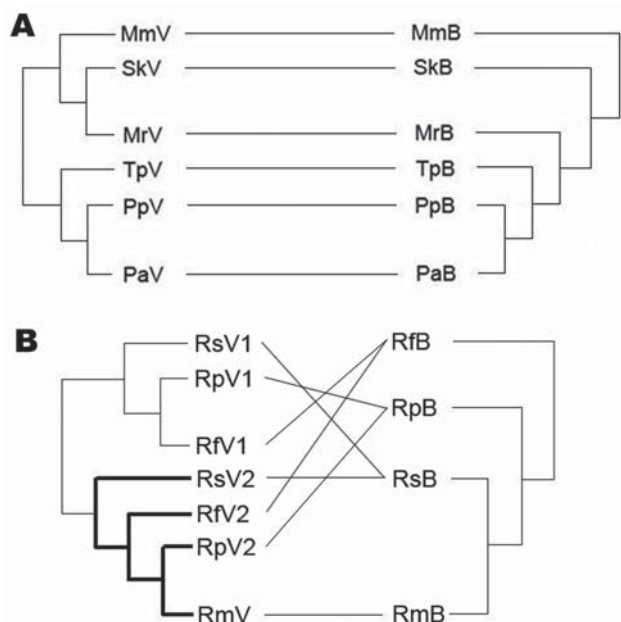 A
MmV MmB
SkV SkB
MrV MrB
TpV TpB
PpV PpB
PaV PaB
B
RsV1 RfB
RpV1
RpB
RfV1
RsV2 RsB
RfV2
RpV2
RmV RmB